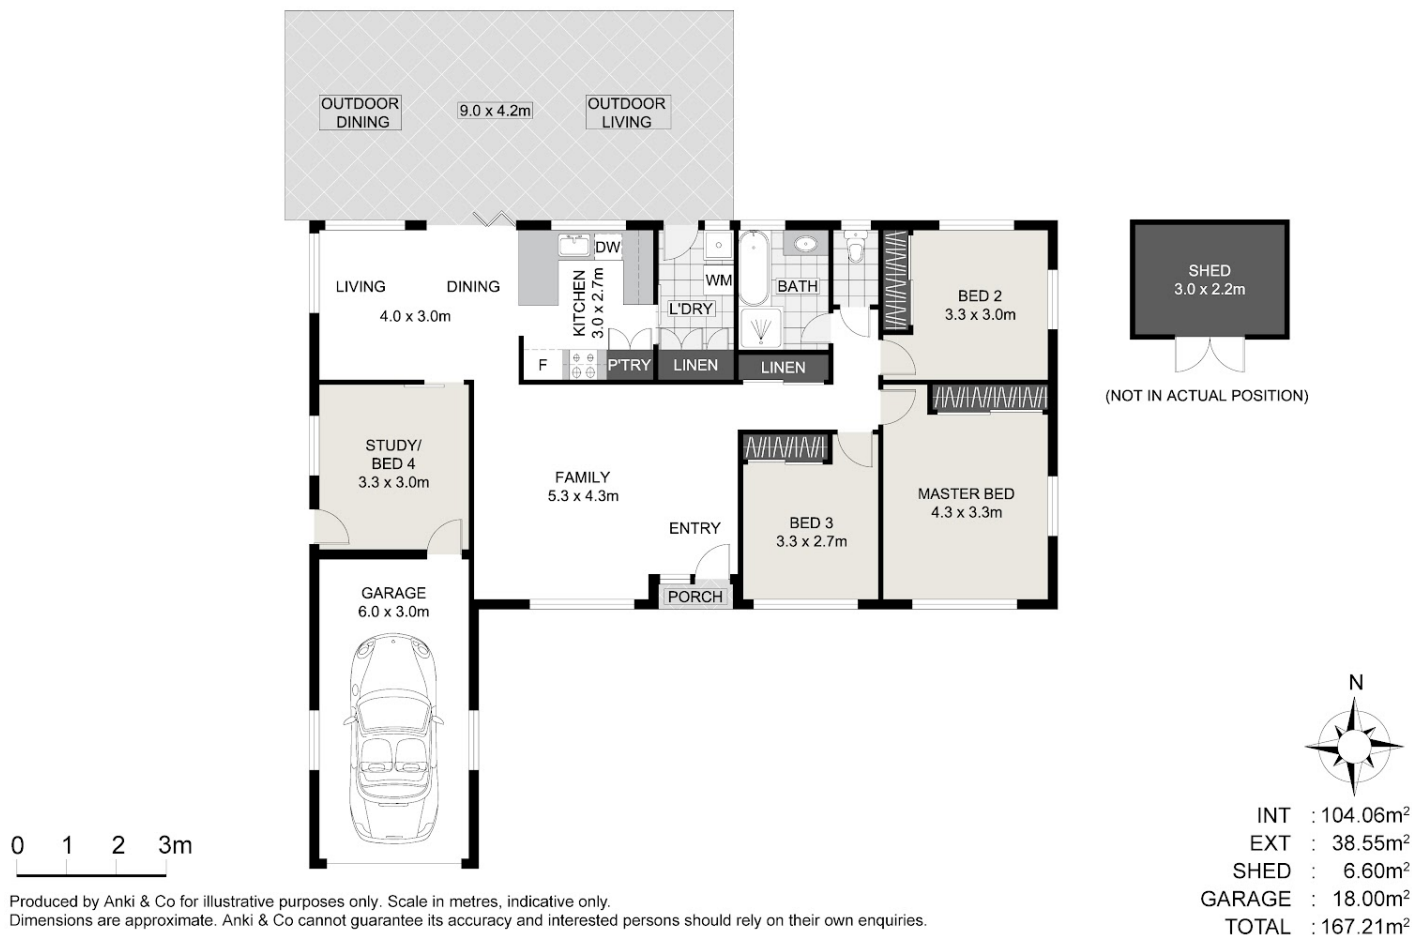 OUTDOOR
DINING
9.0 x 4.2m
OUTDOOR
LIVING
LIVING
DINING
4.0 x 3.0m
KITCHEN
3.0 x 2.7m
DW
F
P'TRY
WM
L'DRY
LINEN
BATH
LINEN
BED 2
3.3 x 3.0m
SHED
3.0 x 2.2m
(NOT IN ACTUAL POSITION)
STUDY/
BED 4
3.3 x 3.0m
FAMILY
5.3 x 4.3m
ENTRY
BED 3
3.3 x 2.7m
MASTER BED
4.3 x 3.3m
PORCH
GARAGE
6.0 x 3.0m
N
INT : 104.06m²
EXT : 38.55m²
SHED : 6.60m²
GARAGE : 18.00m²
TOTAL : 167.21m²
0 1 2 3m
Produced by Anki & Co for illustrative purposes only. Scale in metres, indicative only.
Dimensions are approximate. Anki & Co cannot guarantee its accuracy and interested persons should rely on their own enquiries.